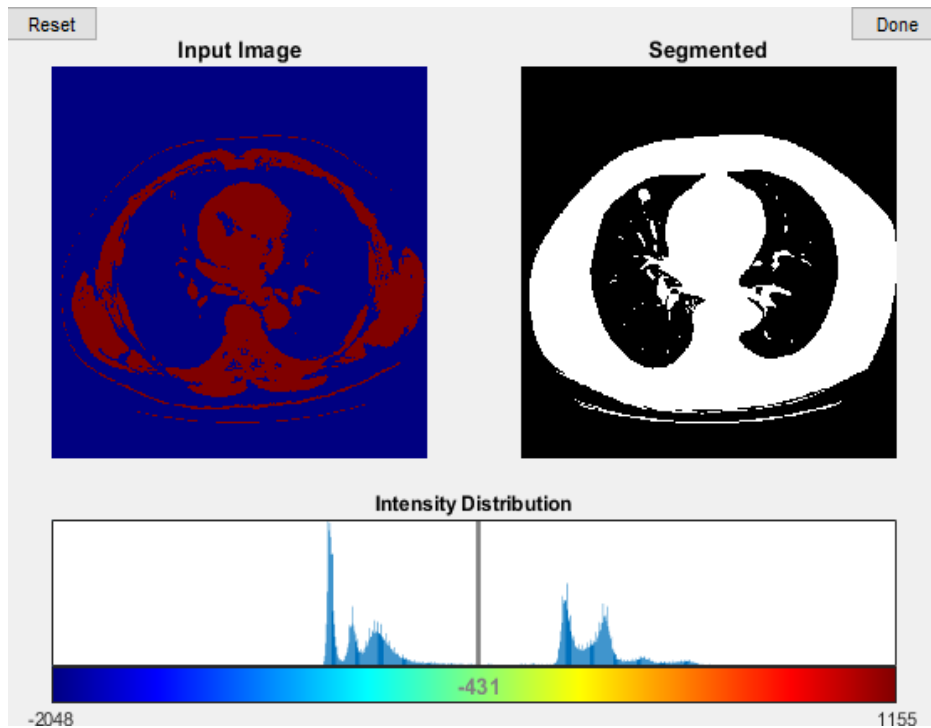 Reset
Done
Input Image
Segmented
Intensity Distribution
-431
-2048
1155